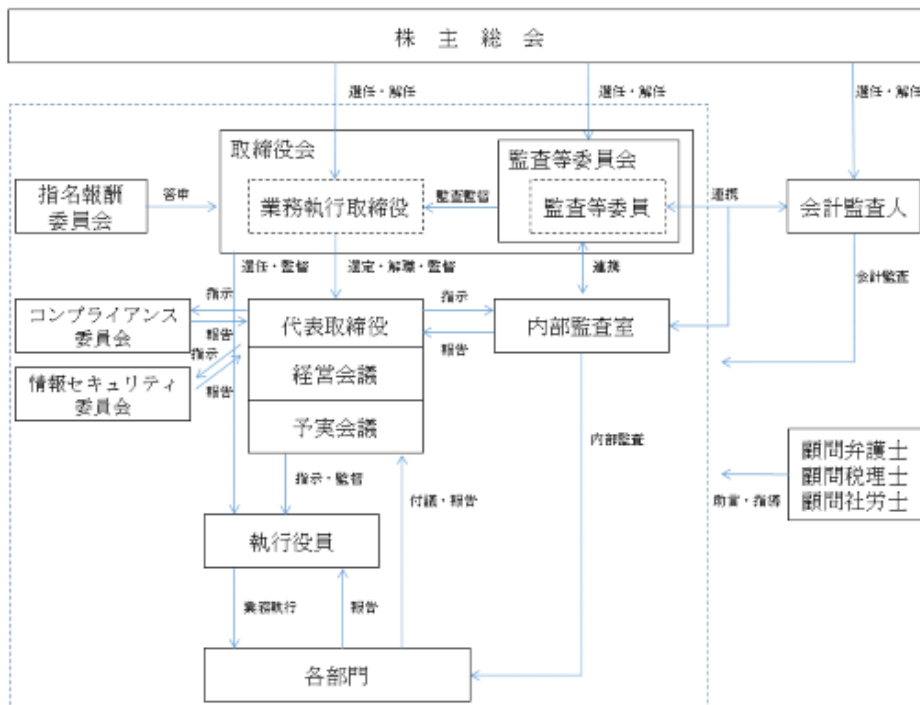 株主総会
選任・解任
選任・解任
選任・解任
取締役会
監査等委員会
指名報酬
委員会
答申
業務執行取締役
監査監督
監査等委員
連携
会計監査人
選任・監督
選定・解職・監督
連携
会計監査
指示
コンプライアンス
委員会
報告
代表取締役
指示
報告
内部監査室
指示
情報セキュリティ
委員会
報告
経営会議
予実会議
内部監査
顧問弁護士
顧問税理士
顧問社労士
助言・指導
指示・監督
付議・報告
執行役員
業務執行
報告
各部門